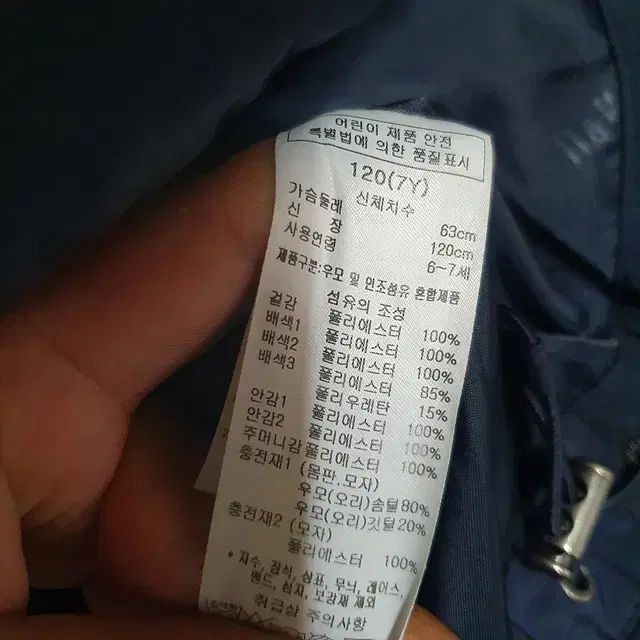 어린이 제품 안전
특별법에 의한 품질표시
120(7Y)
신체치수
가슴둘레 63cm
신 장 120cm
사용연령 6~7세
제품구분:우모 및 인조섬유 혼합제품
섬유의 조성
겉감 폴리에스터 100%
배색1 폴리에스터 100%
배색2 폴리에스터 100%
배색3 폴리에스터 85%
폴리우레탄 15%
안감1 폴리에스터 100%
안감2 폴리에스터 100%
주머니감 폴리에스터 100%
충전재1 (몸판,모자)
우모(오리)솜털 80%
우모(오리)깃털 20%
충전재2 (모자)
폴리에스터 100%
* 자수, 장식, 심표, 무늬, 레이스,
밴드, 심지, 보강재 제외
취급상 주의사항